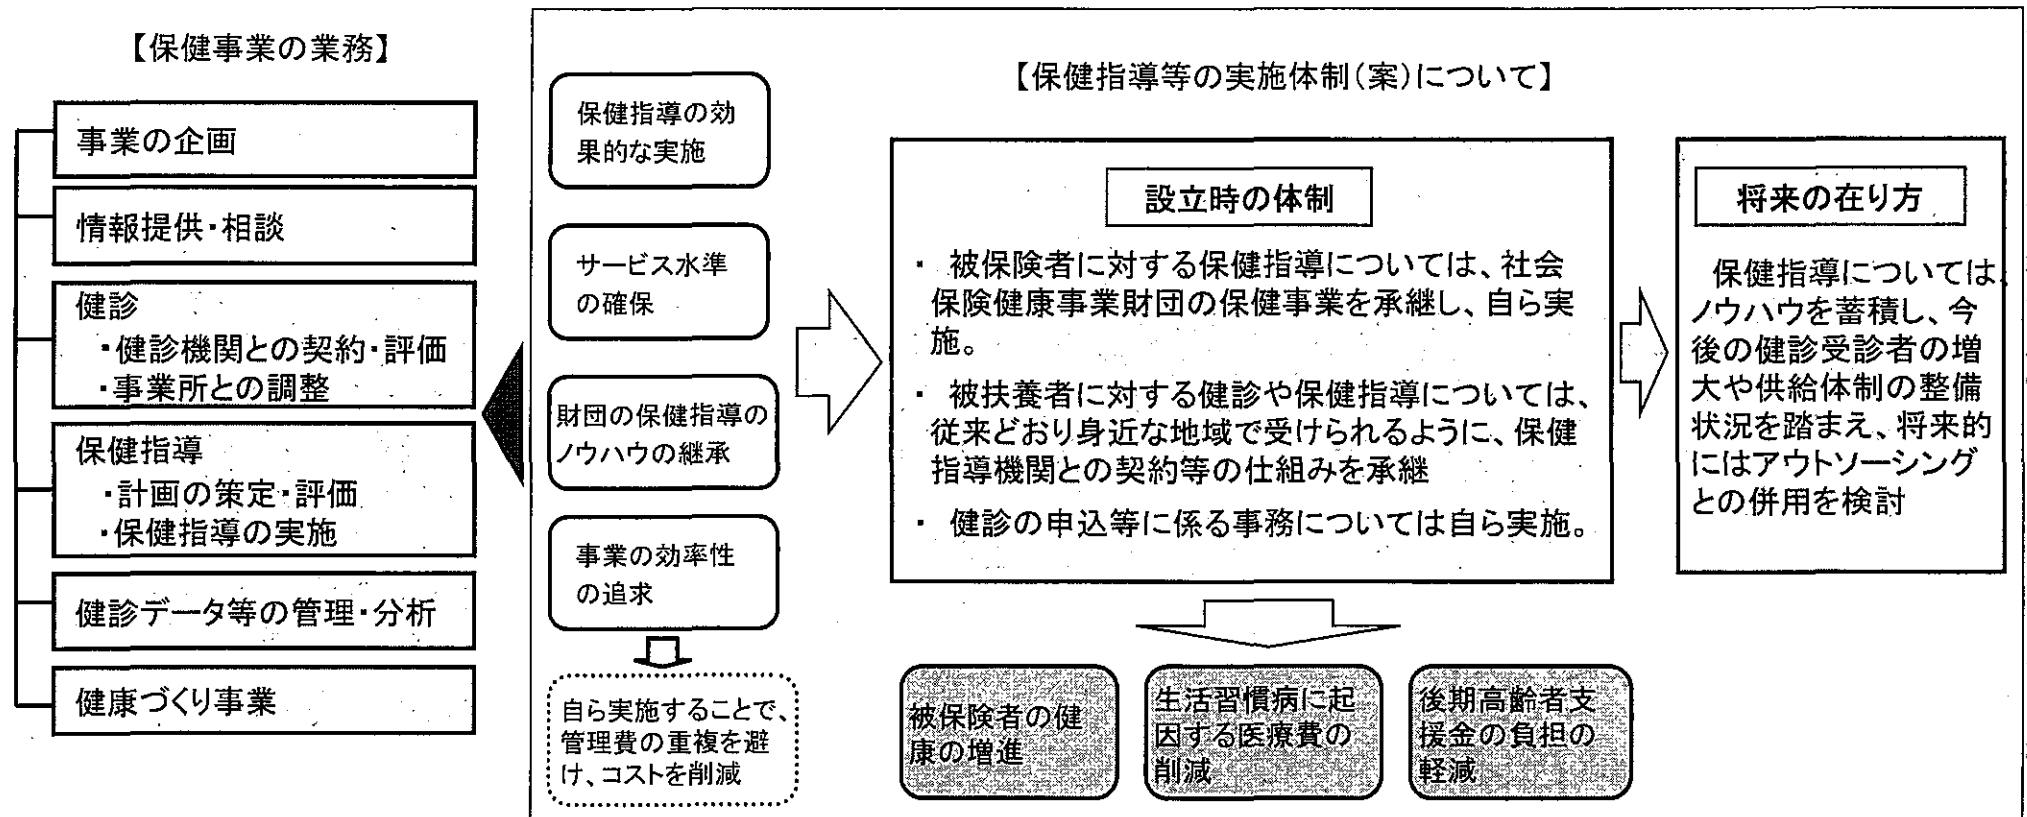 【保健事業の業務】
事業の企画
情報提供・相談
健診
・健診機関との契約・評価
・事業所との調整
保健指導
・計画の策定・評価
・保健指導の実施
健診データ等の管理・分析
健康づくり事業
保健指導の効
果的な実施
サービス水準
の確保
財団の保健指導の
ノウハウの継承
事業の効率性
の追求
自ら実施することで、
管理費の重複を避
け、コストを削減
【保健指導等の実施体制(案)について】
設立時の体制
・ 被保険者に対する保健指導については、社会
保険健康事業財団の保健事業を承継し、自ら実
施。
・ 被扶養者に対する健診や保健指導については、
従来どおり身近な地域で受けられるように、保健
指導機関との契約等の仕組みを承継
・ 健診の申込等に係る事務については自ら実施。
将来の在り方
保健指導については、
ノウハウを蓄積し、今
後の健診受診者の増
大や供給体制の整備
状況を踏まえ、将来的
にはアウトソーシング
との併用を検討
被保険者の健
康の増進
生活習慣病に起
因する医療費の
削減
後期高齢者支
援金の負担の
軽減